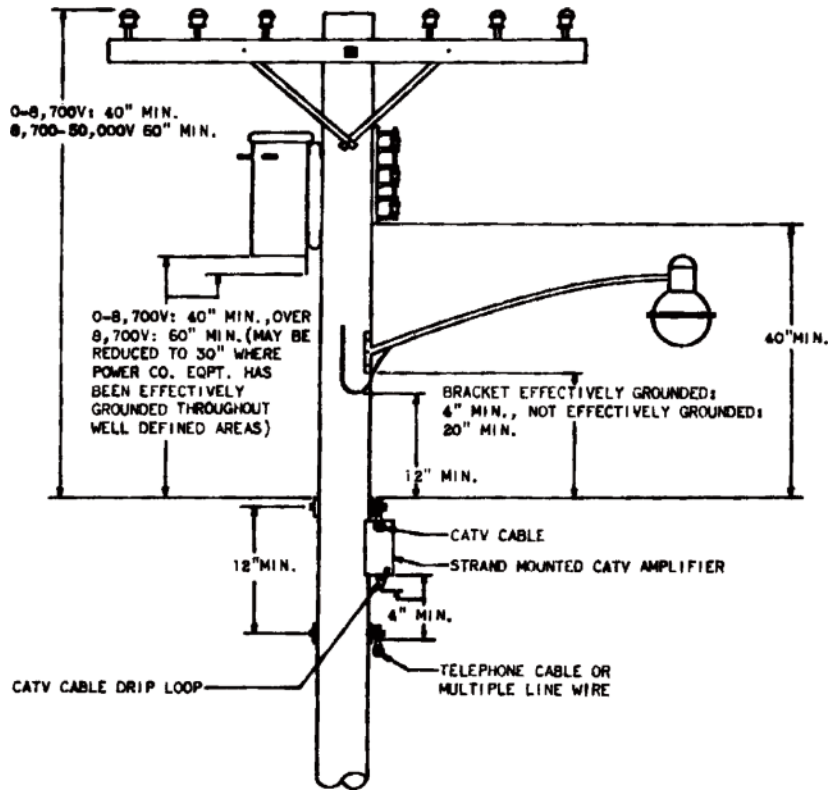 0-8,700V: 40" MIN.
8,700-50,000V 60" MIN.
0-8,700V: 40" MIN., OVER
8,700V: 60" MIN. (MAY BE
REDUCED TO 30" WHERE
POWER CO. EQPT. HAS
BEEN EFFECTIVELY
GROUNDED THROUGHOUT
WELL DEFINED AREAS)
40"MIN.
BRACKET EFFECTIVELY GROUNDED:
4" MIN., NOT EFFECTIVELY GROUNDED:
20" MIN.
12" MIN.
CATV CABLE
STRAND MOUNTED CATV AMPLIFIER
12"MIN.
4" MIN.
CATV CABLE DRIP LOOP
TELEPHONE CABLE OR
MULTIPLE LINE WIRE